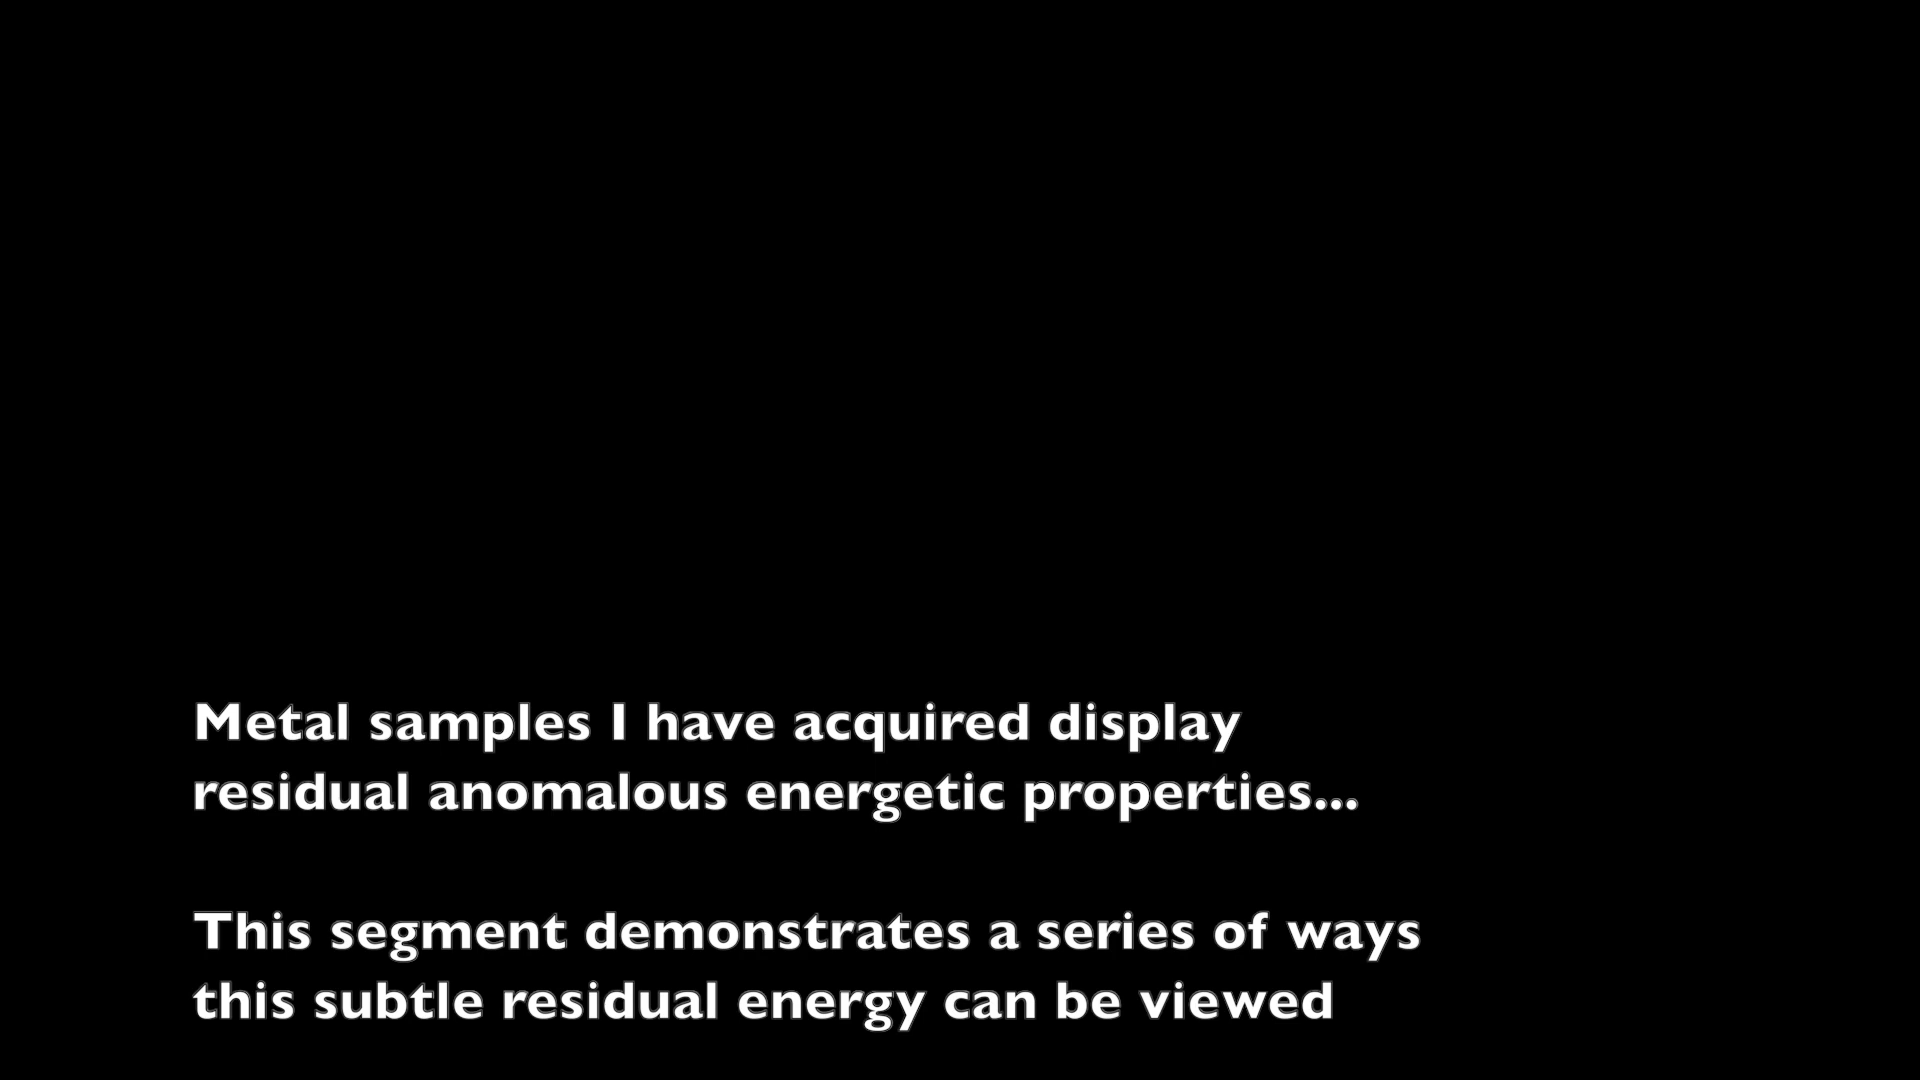 Metal samples I have acquired display
residual anomalous energetic properties...
This segment demonstrates a series of ways
this subtle residual energy can be viewed